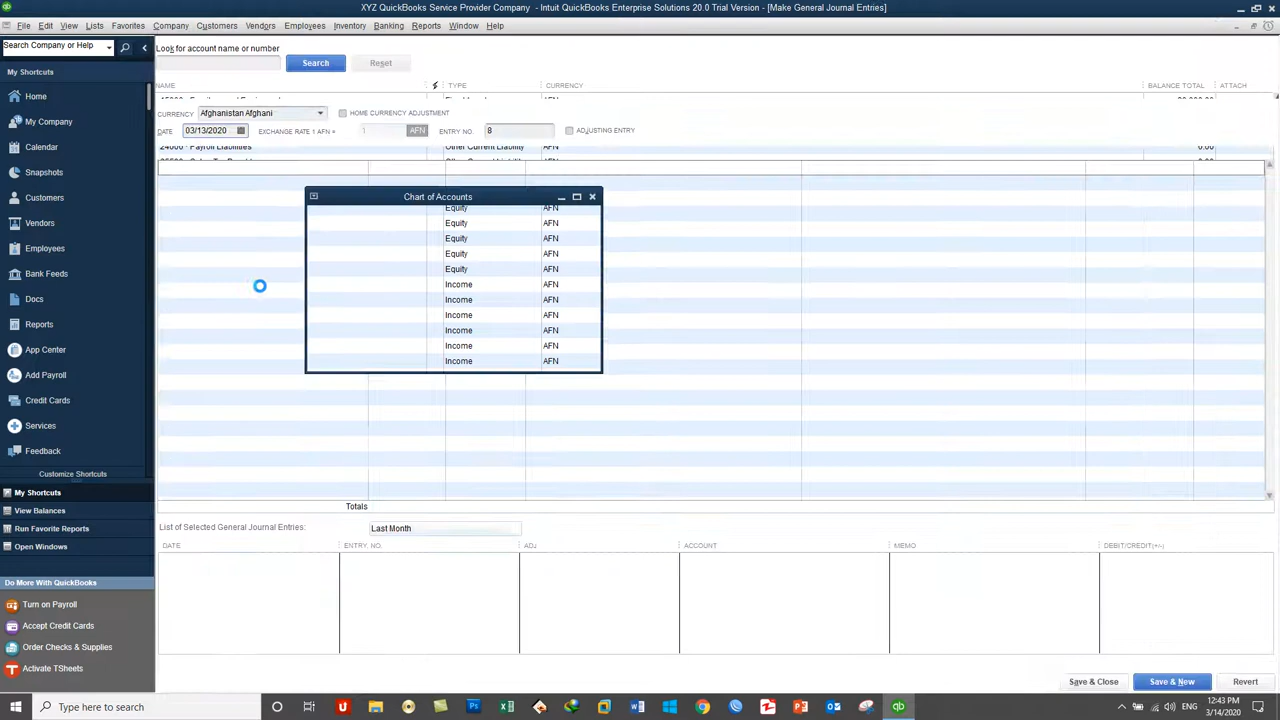 XYZ QuickBooks Service Provider Company - Intuit QuickBooks Enterprise Solutions 20.0 Trial Version - [Make General Journal Entries]
File Edit View Lists Favorites Company Customers Vendors Employees Inventory Banking Reports Window Help
Search Company or Help
My Shortcuts
Home
My Company
Calendar
Snapshots
Customers
Vendors
Employees
Bank Feeds
Docs
Reports
App Center
Add Payroll
Credit Cards
Services
Feedback
Customize Shortcuts
My Shortcuts
View Balances
Run Favorite Reports
Open Windows
Do More With QuickBooks
Turn on Payroll
Accept Credit Cards
Order Checks & Supplies
Activate TSheets
Look for account name or number
Search Reset
NAME TYPE CURRENCY BALANCE TOTAL ATTACH
CURRENCY Afghanistan Afghani HOME CURRENCY ADJUSTMENT
DATE 03/13/2020 EXCHANGE RATE 1 AFN = 1 AFN ENTRY NO. 8 ADJUSTING ENTRY
24000 · Payroll Liabilities Other Current Liability AFN 0.00
Chart of Accounts
Equity AFN
Equity AFN
Equity AFN
Equity AFN
Equity AFN
Income AFN
Income AFN
Income AFN
Income AFN
Income AFN
Income AFN
Totals
List of Selected General Journal Entries: Last Month
DATE ENTRY. NO. ADJ ACCOUNT MEMO DEBIT/CREDIT(+/-)
Save & Close Save & New Revert
Type here to search
12:43 PM
3/14/2020